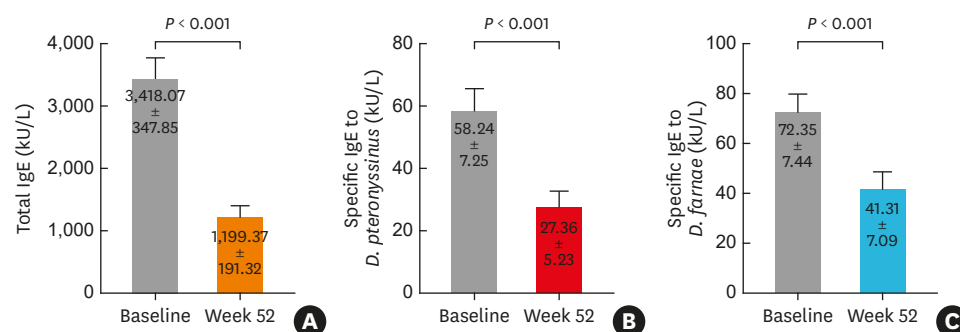 P < 0.001
Total IgE (kU/L)
4,000
3,000
2,000
1,000
0
3,418.07
±
347.85
1,199.37
±
191.32
Baseline
Week 52
A
P < 0.001
Specific IgE to
D. pteronyssinus (kU/L)
80
60
40
20
0
58.24
±
7.25
27.36
±
5.23
Baseline
Week 52
B
P < 0.001
Specific IgE to
D. farnae (kU/L)
100
80
60
40
20
0
72.35
±
7.44
41.31
±
7.09
Baseline
Week 52
C